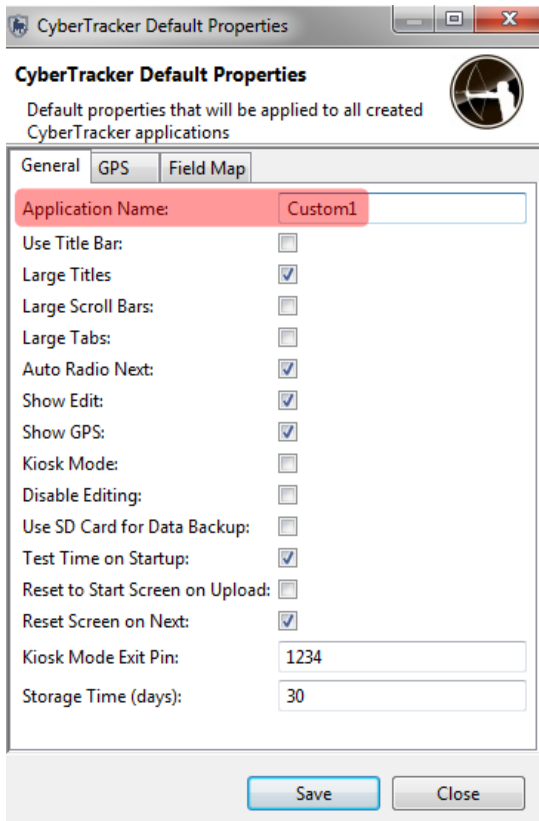 CyberTracker Default Properties
CyberTracker Default Properties
Default properties that will be applied to all created
CyberTracker applications
General GPS Field Map
Application Name: Custom1
Use Title Bar:
Large Titles
Large Scroll Bars:
Large Tabs:
Auto Radio Next:
Show Edit:
Show GPS:
Kiosk Mode:
Disable Editing:
Use SD Card for Data Backup:
Test Time on Startup:
Reset to Start Screen on Upload:
Reset Screen on Next:
Kiosk Mode Exit Pin: 1234
Storage Time (days): 30
Save Close